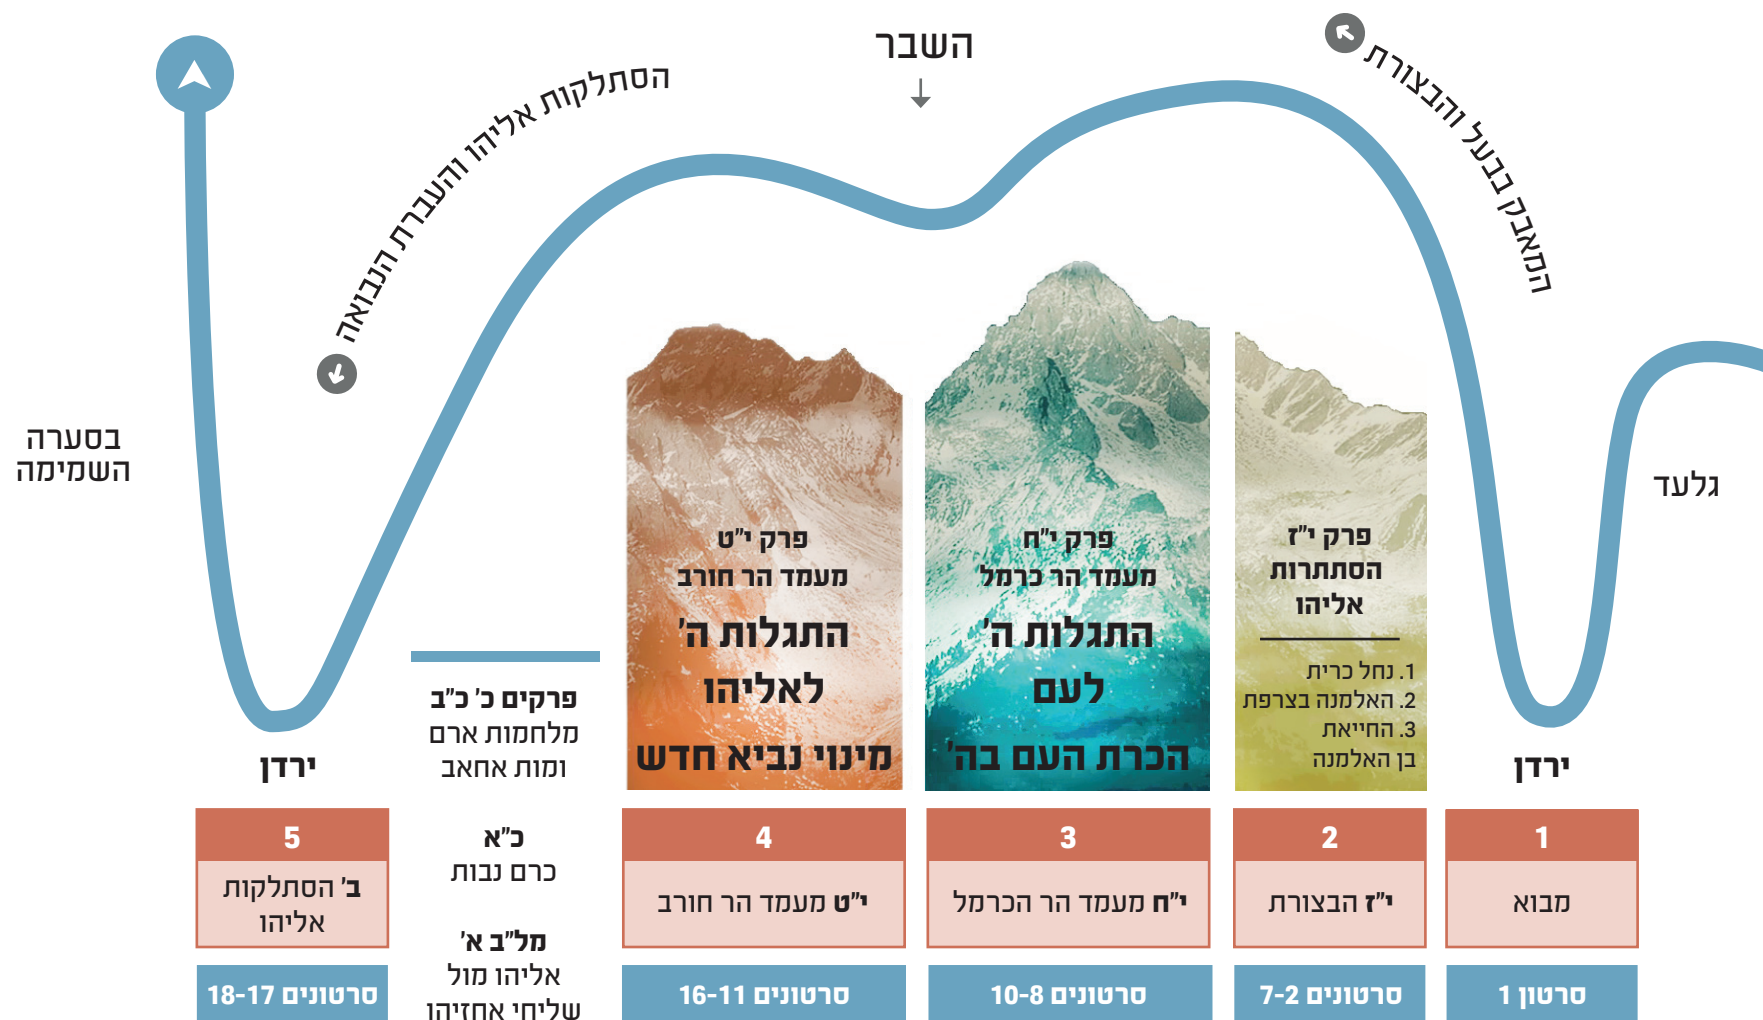 השבר
המאבק בבעל והבצורת
הסתלקות אליהו והעברת הנבואה
גלעד
בסערה
השמימה
ירדן
פרק י"ז
הסתתרות
אליהו
1. נחל כרית
2. האלמנה בצרפת
3. החייאת
בן האלמנה
פרק י"ח
מעמד הר כרמל
התגלות ה'
לעם
הכרת העם בה'
פרק י"ט
מעמד הר חורב
התגלות ה'
לאליהו
מינוי נביא חדש
פרקים כ' כ"ב
מלחמות ארם
ומות אחאב
כ"א
כרם נבות
מל"ב א'
אליהו מול
שליחי אחזיהו
ירדן
1
מבוא
סרטון 1
2
י"ז הבצורת
סרטונים 7-2
3
י"ח מעמד הר הכרמל
סרטונים 10-8
4
י"ט מעמד הר חורב
סרטונים 16-11
5
ב' הסתלקות
אליהו
סרטונים 18-17